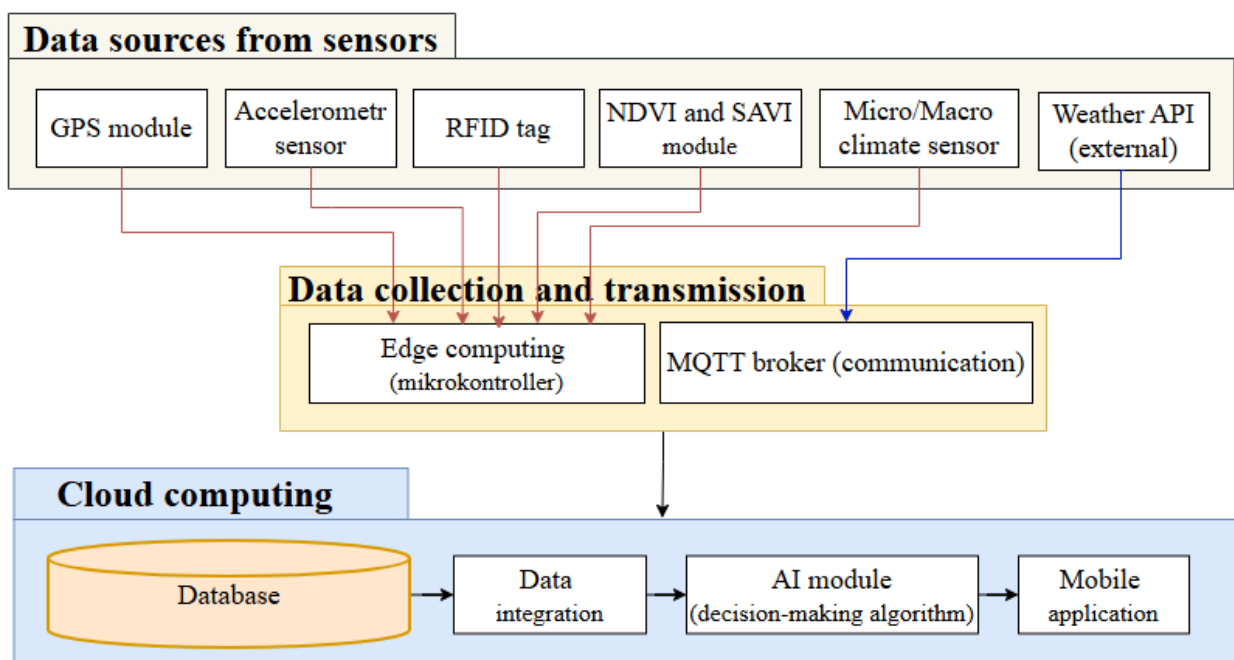 Data sources from sensors
GPS module
Accelerometr
sensor
RFID tag
NDVI and SAVI
module
Micro/Macro
climate sensor
Weather API
(external)
Data collection and transmission
Edge computing
(mikrokontroller)
MQTT broker (communication)
Cloud computing
Database
Data
integration
AI module
(decision-making algorithm)
Mobile
application